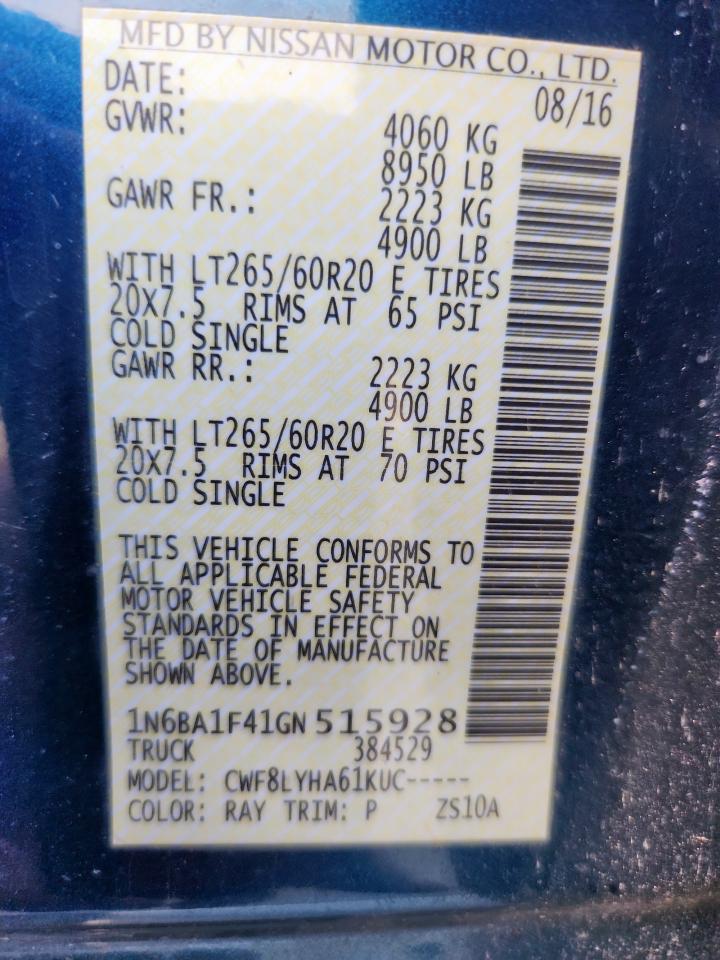 MFD BY NISSAN MOTOR CO., LTD.
DATE: 08/16
GVWR: 4060 KG
8950 LB
GAWR FR.: 2223 KG
4900 LB
WITH LT265/60R20 E TIRES
20X7.5 RIMS AT 65 PSI
COLD SINGLE
GAWR RR.: 2223 KG
4900 LB
WITH LT265/60R20 E TIRES
20X7.5 RIMS AT 70 PSI
COLD SINGLE
THIS VEHICLE CONFORMS TO
ALL APPLICABLE FEDERAL
MOTOR VEHICLE SAFETY
STANDARDS IN EFFECT ON
THE DATE OF MANUFACTURE
SHOWN ABOVE.
1N6BA1F41GN515928
TRUCK 384529
MODEL: CWF8LYHA61KUC-----
COLOR: RAY TRIM: P ZS10A